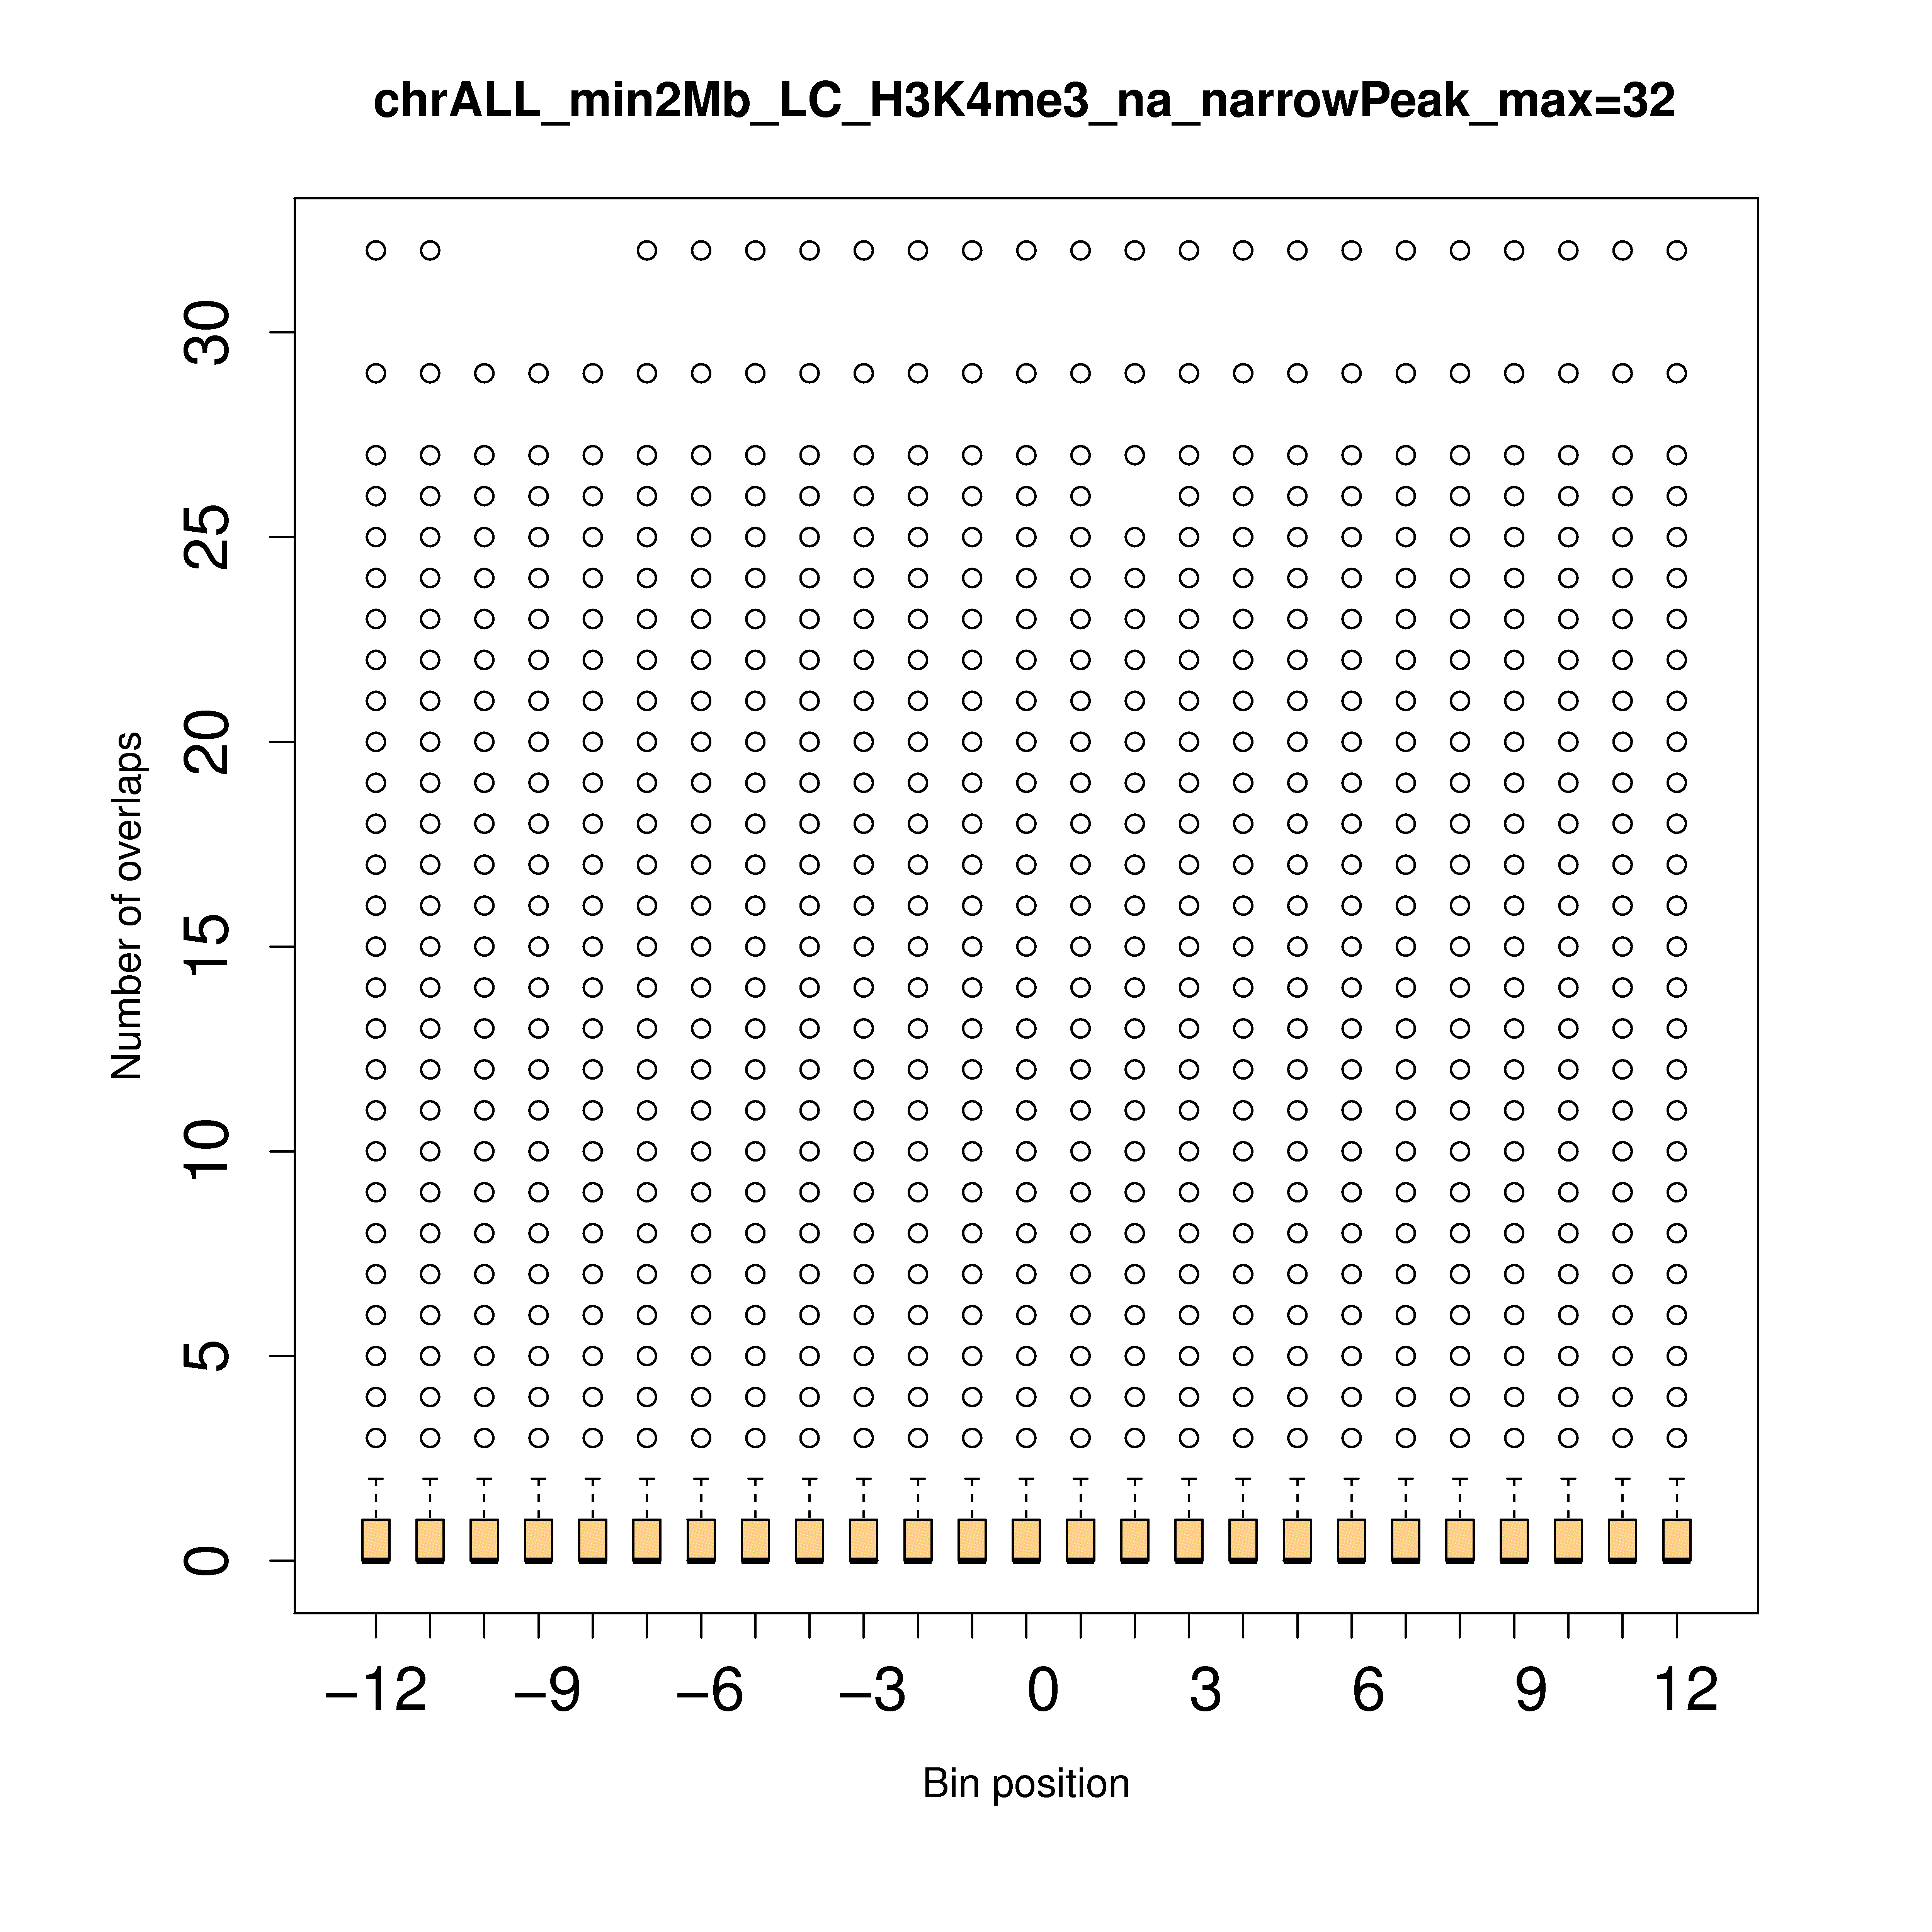 chrALL_min2Mb_LC_H3K4me3_na_narrowPeak_max=32
30
25
20
15
10
5
0
Number of overlaps
−12 −9 −6 −3 0 3 6 9 12
Bin position